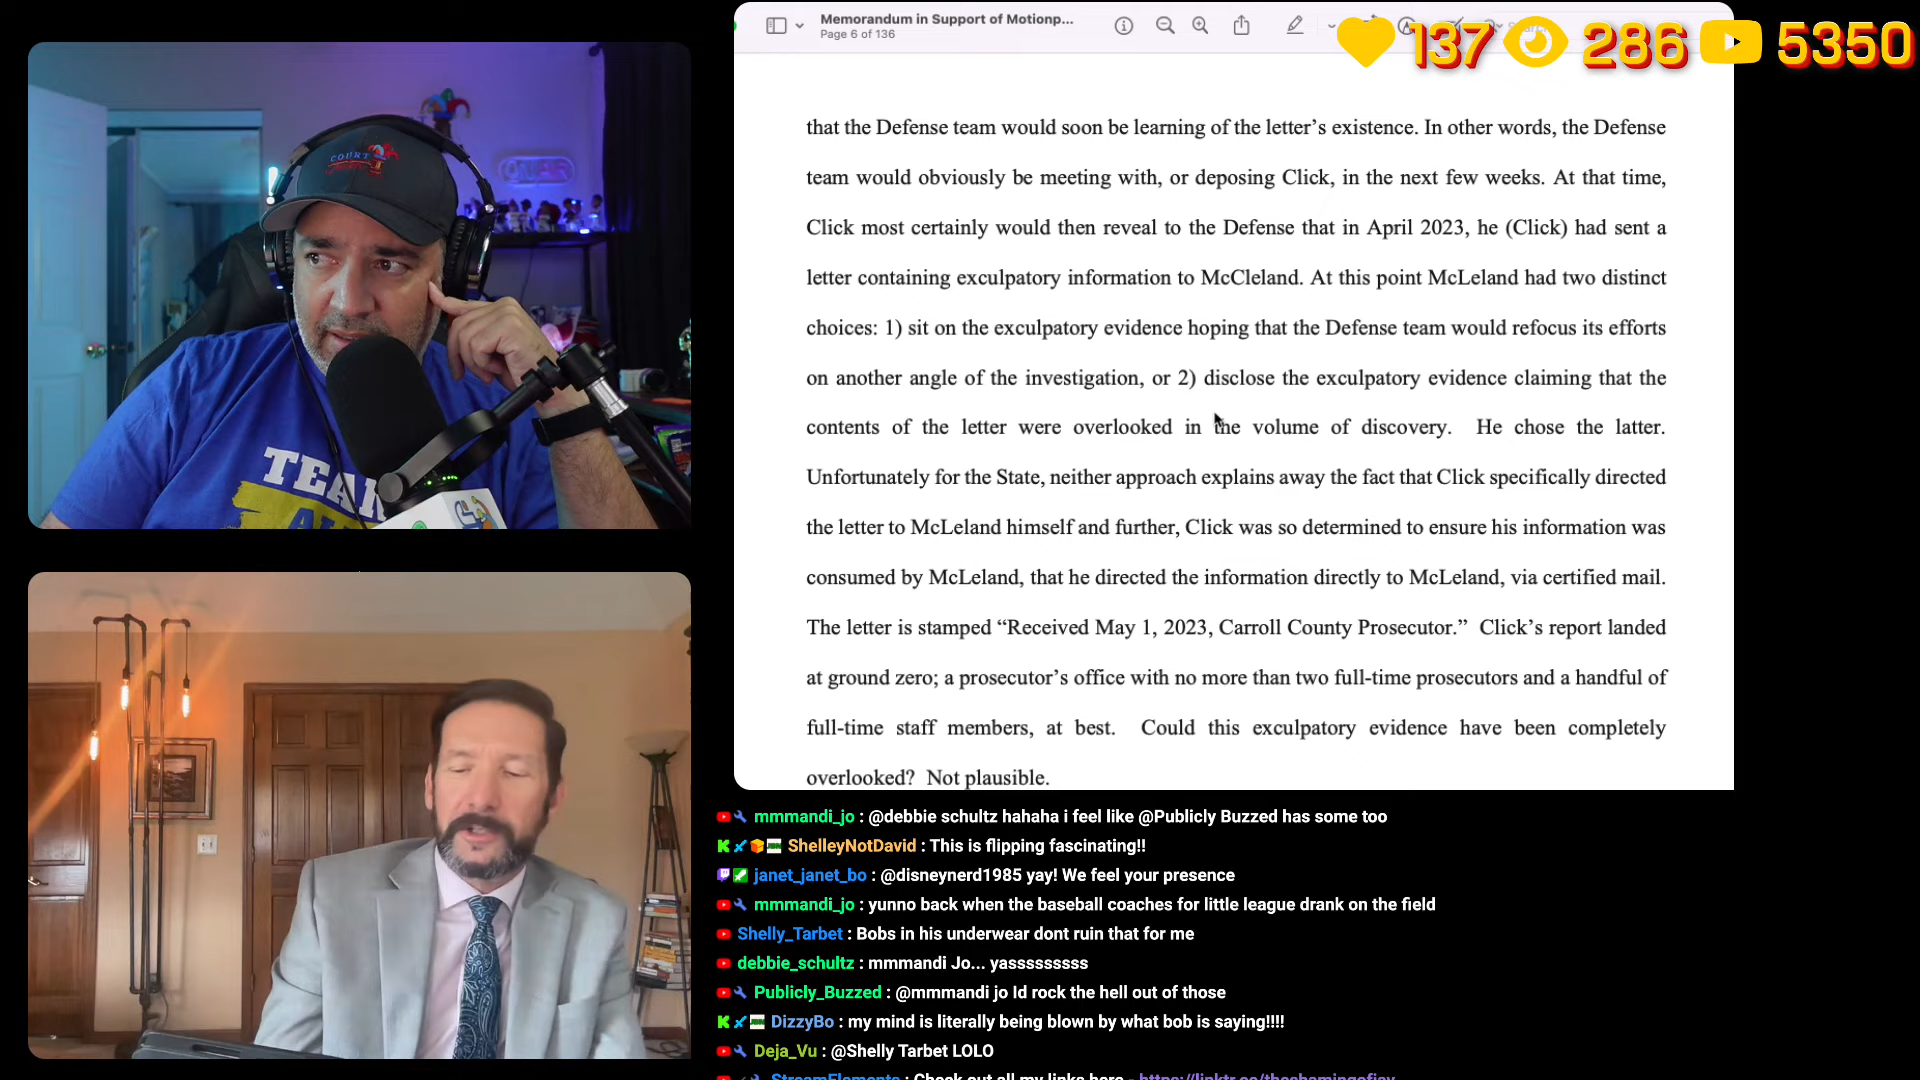 Memorandum in Support of Motionp...
Page 6 of 136
137
286
5350
COURT
TEA
that the Defense team would soon be learning of the letter’s existence. In other words, the Defense
team would obviously be meeting with, or deposing Click, in the next few weeks. At that time,
Click most certainly would then reveal to the Defense that in April 2023, he (Click) had sent a
letter containing exculpatory information to McCleland. At this point McLeland had two distinct
choices: 1) sit on the exculpatory evidence hoping that the Defense team would refocus its efforts
on another angle of the investigation, or 2) disclose the exculpatory evidence claiming that the
contents of the letter were overlooked in the volume of discovery. He chose the latter.
Unfortunately for the State, neither approach explains away the fact that Click specifically directed
the letter to McLeland himself and further, Click was so determined to ensure his information was
consumed by McLeland, that he directed the information directly to McLeland, via certified mail.
The letter is stamped “Received May 1, 2023, Carroll County Prosecutor.” Click’s report landed
at ground zero; a prosecutor’s office with no more than two full-time prosecutors and a handful of
full-time staff members, at best. Could this exculpatory evidence have been completely
overlooked? Not plausible.
mmmandi_jo : @debbie schultz hahaha i feel like @Publicly Buzzed has some too
ShelleyNotDavid : This is flipping fascinating!!
janet_janet_bo : @disneynerd1985 yay! We feel your presence
mmmandi_jo : yunno back when the baseball coaches for little league drank on the field
Shelly_Tarbet : Bobs in his underwear dont ruin that for me
debbie_schultz : mmmandi Jo... yasssssssss
Publicly_Buzzed : @mmmandi jo Id rock the hell out of those
DizzyBo : my mind is literally being blown by what bob is saying!!!!
Deja_Vu : @Shelly Tarbet LOLO
StreamElements : Check out all my links here - https://linktr.ee/theshamingofjay